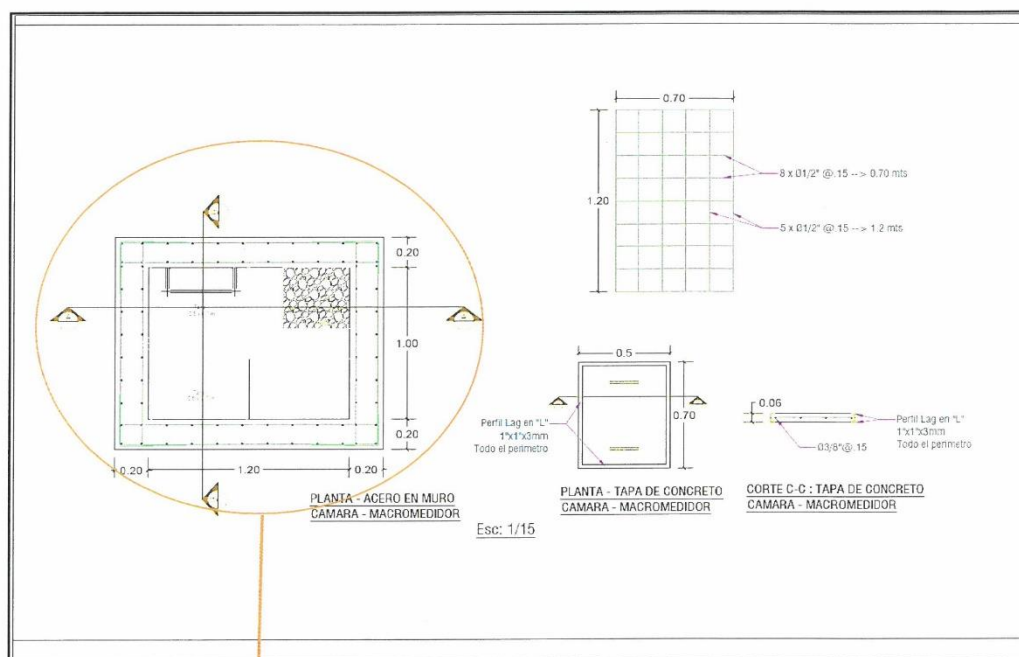 0.70
1.20
8 x Ø1/2" @.15 --> 0.70 mts
5 x Ø1/2" @.15 --> 1.2 mts
0.20
1.00
0.20
0.20
1.20
0.20
PLANTA - ACERO EN MURO
CAMARA - MACROMEDIDOR
0.5
0.70
Perfil Lag en "L"
1"x1"x3mm
Todo el perimetro
PLANTA - TAPA DE CONCRETO
CAMARA - MACROMEDIDOR
0.06
Perfil Lag en "L"
1"x1"x3mm
Todo el perimetro
Ø3/8"@.15
CORTE C-C : TAPA DE CONCRETO
CAMARA - MACROMEDIDOR
Esc: 1/15